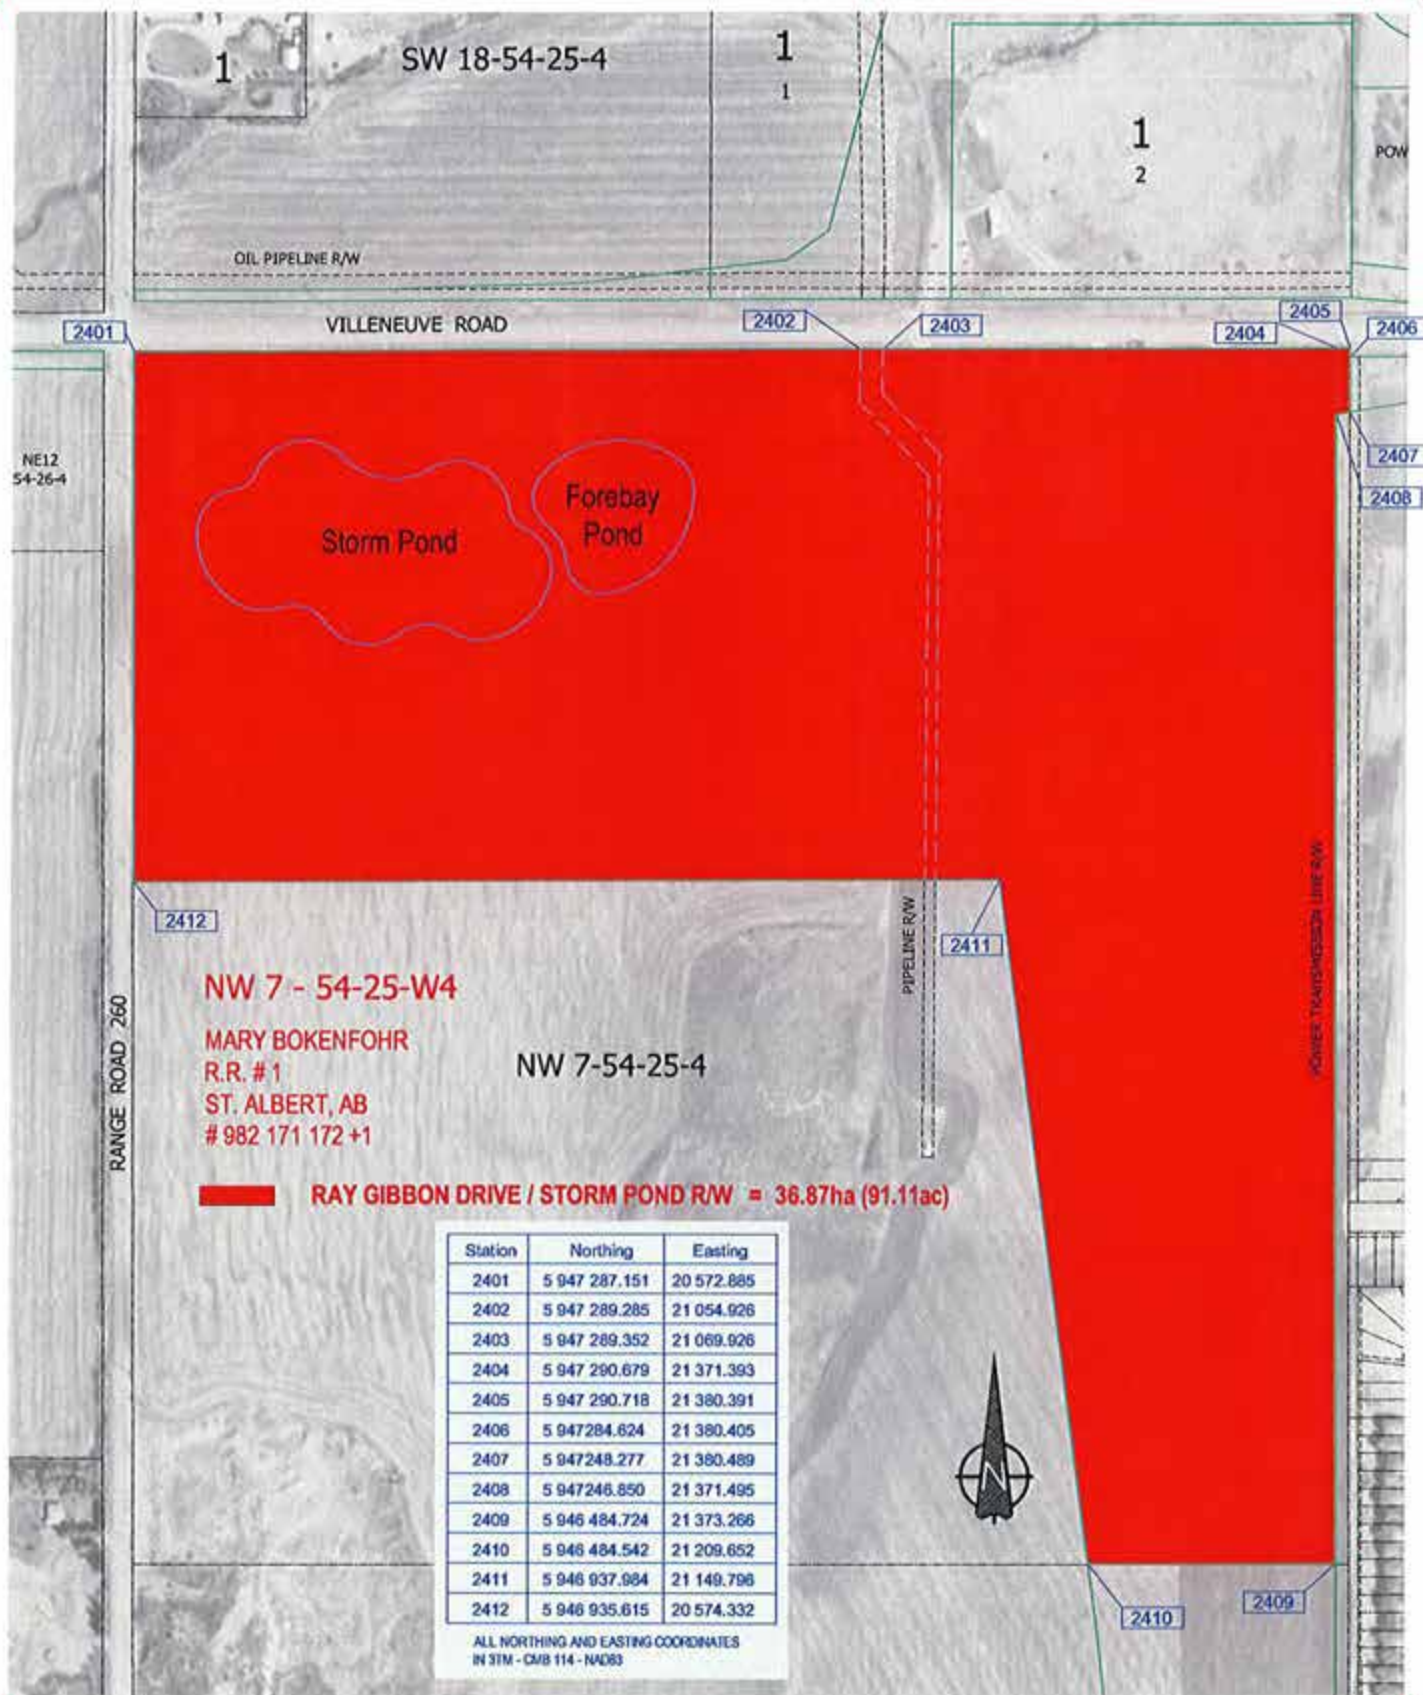 1
SW 18-54-25-4
1
1
1
2
POW
OIL PIPELINE R/W
VILLENEUVE ROAD
2401
2402
2403
2404
2405
2406
NE12
54-26-4
2407
2408
Storm Pond
Forebay
Pond
POWER TRANSMISSION LINE R/W
2412
2411
PIPELINE R/W
RANGE ROAD 260
NW 7 - 54-25-W4
MARY BOKENFOHR
R.R. # 1
ST. ALBERT, AB
# 982 171 172 +1
NW 7-54-25-4
RAY GIBBON DRIVE / STORM POND R/W = 36.87ha (91.11ac)
Station Northing Easting
2401 5 947 287.151 20 572.885
2402 5 947 289.285 21 054.926
2403 5 947 289.352 21 069.926
2404 5 947 290.679 21 371.393
2405 5 947 290.718 21 380.391
2406 5 947284.624 21 380.405
2407 5 947248.277 21 380.489
2408 5 947246.850 21 371.495
2409 5 946 484.724 21 373.266
2410 5 946 484.542 21 209.652
2411 5 946 937.984 21 149.796
2412 5 946 935.615 20 574.332
ALL NORTHING AND EASTING COORDINATES
IN 3TM - CMB 114 - NAD83
N
2410
2409